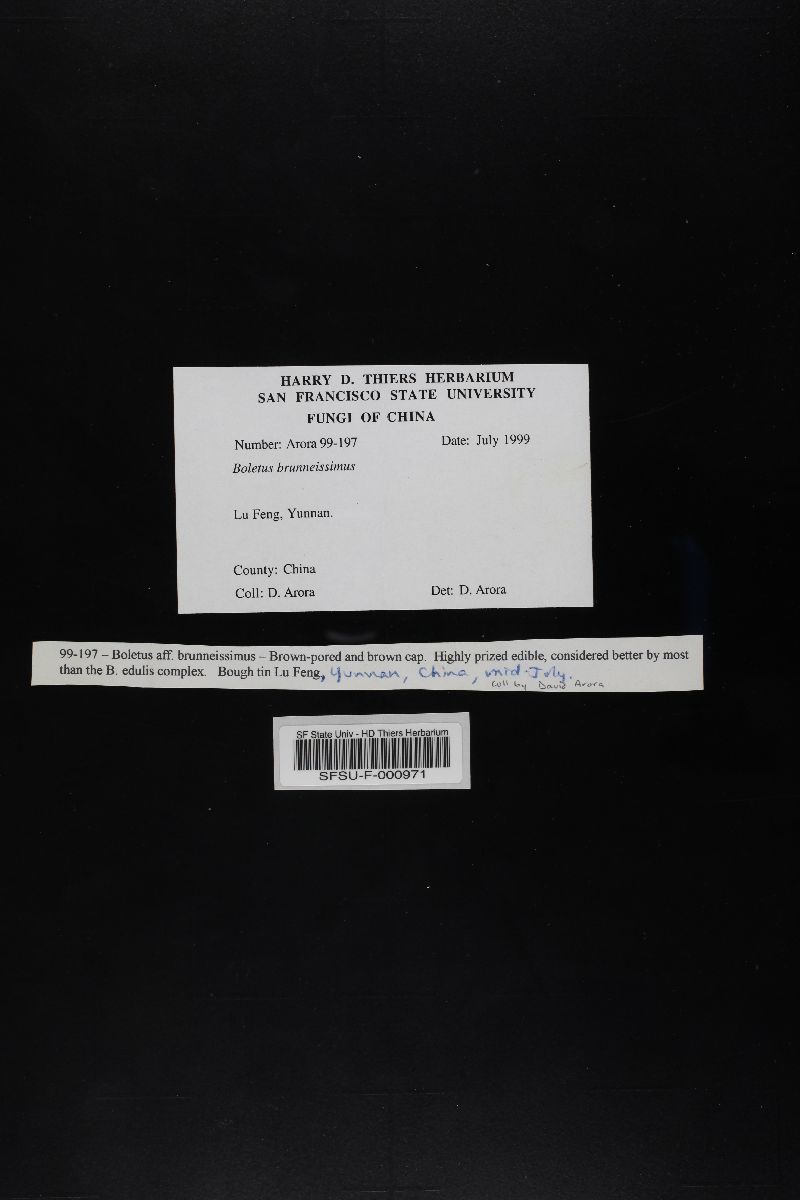 HARRY D. THIERS HERBARIUM
SAN FRANCISCO STATE UNIVERSITY
FUNGI OF CHINA
Number: Arora 99-197 Date: July 1999
Boletus brunneissimus
Lu Feng, Yunnan.
County: China
Coll: D. Arora Det: D. Arora
99-197 – Boletus aff. brunneissimus – Brown-pored and brown cap. Highly prized edible, considered better by most
than the B. edulis complex. Bough tin Lu Feng, Yunnan, China, mid-July.
Coll by David Arora
SF State Univ - HD Thiers Herbarium
SFSU-F-000971